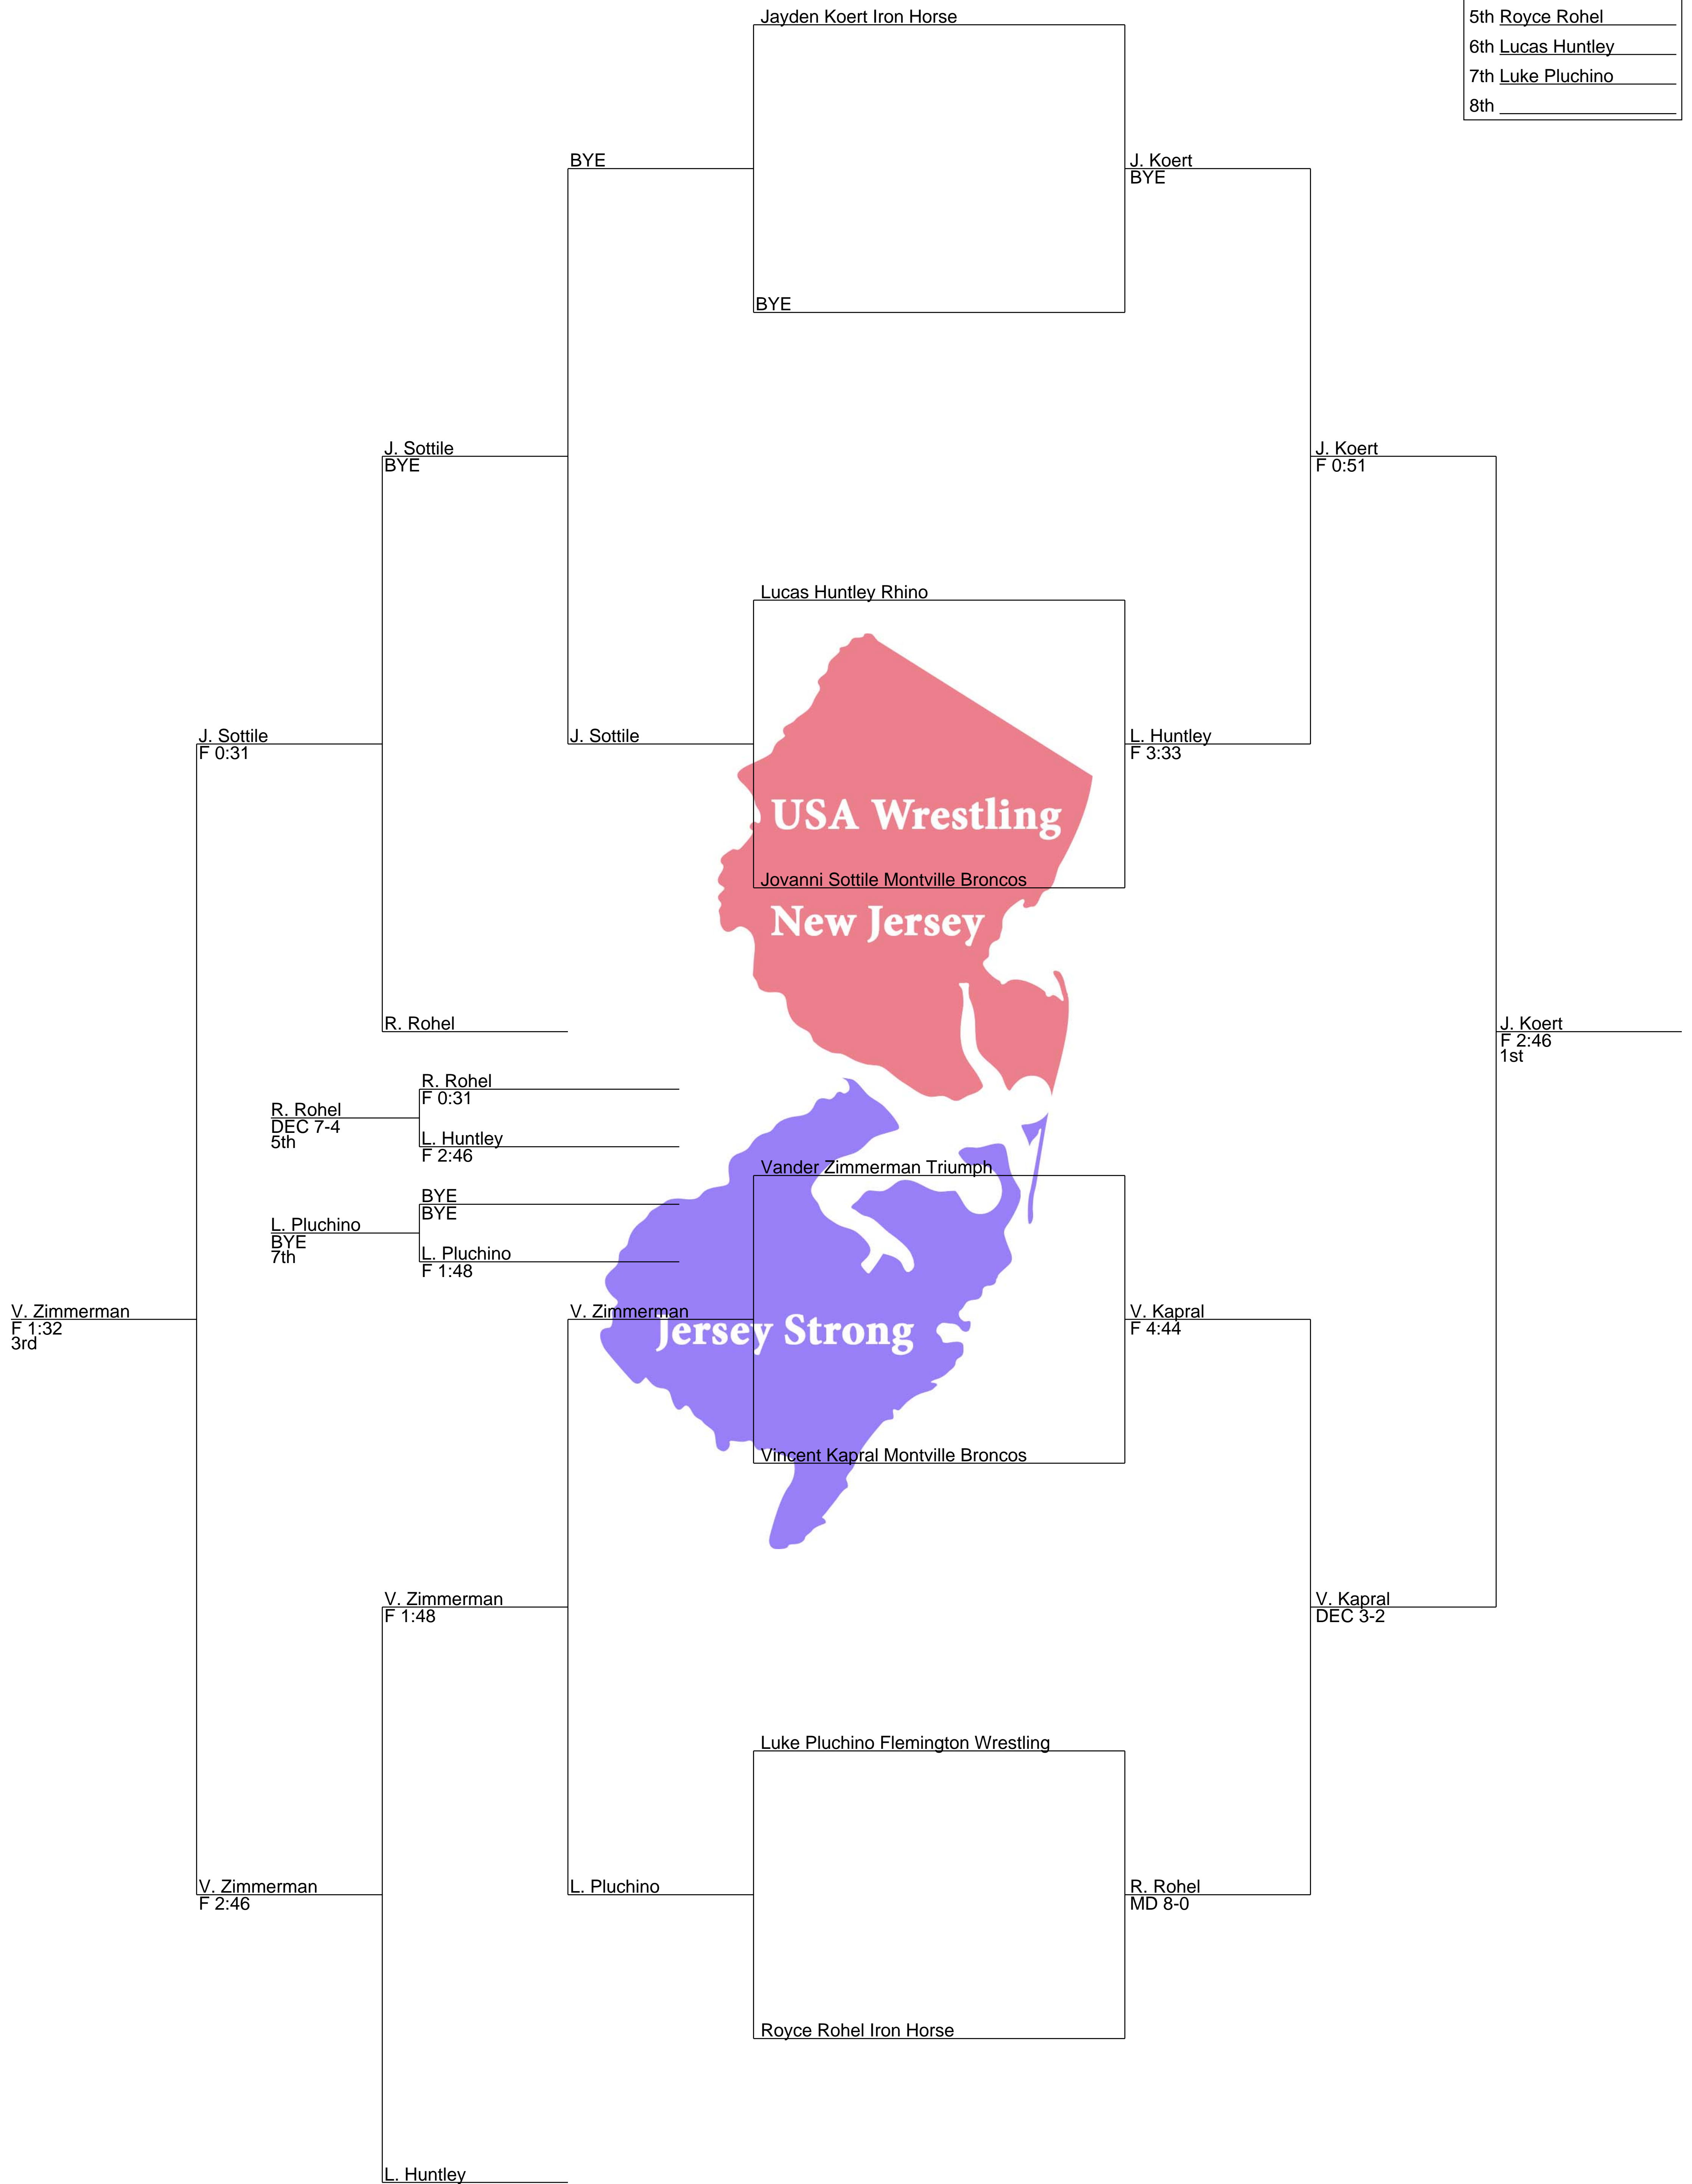 Jayden Koert Iron Horse
5th Royce Rohel
6th Lucas Huntley
7th Luke Pluchino
8th
BYE
J. Koert
BYE
BYE
J. Sottile
BYE
J. Koert
F 0:51
Lucas Huntley Rhino
J. Sottile
F 0:31
J. Sottile
L. Huntley
F 3:33
USA Wrestling
Jovanni Sottile Montville Broncos
New Jersey
R. Rohel
J. Koert
F 2:46
1st
R. Rohel
F 0:31
R. Rohel
DEC 7-4
5th
L. Huntley
F 2:46
Vander Zimmerman Triumph
BYE
BYE
L. Pluchino
BYE
7th
L. Pluchino
F 1:48
V. Zimmerman
F 1:32
3rd
V. Zimmerman
Jersey Strong
V. Kapral
F 4:44
Vincent Kapral Montville Broncos
V. Zimmerman
F 1:48
V. Kapral
DEC 3-2
Luke Pluchino Flemington Wrestling
V. Zimmerman
F 2:46
L. Pluchino
R. Rohel
MD 8-0
Royce Rohel Iron Horse
L. Huntley